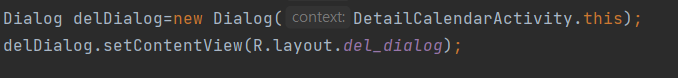 Dialog delDialog=new Dialog( context: DetailCalendarActivity.this);
delDialog.setContentView(R.layout.del_dialog);